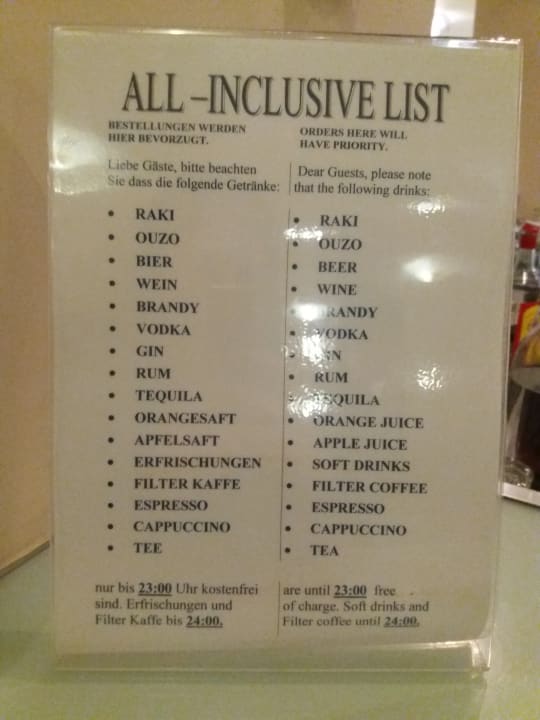 ALL –INCLUSIVE LIST
BESTELLUNGEN WERDEN
HIER BEVORZUGT.
Liebe Gäste, bitte beachten
Sie dass die folgende Getränke:
• RAKI
• OUZO
• BIER
• WEIN
• BRANDY
• VODKA
• GIN
• RUM
• TEQUILA
• ORANGESAFT
• APFELSAFT
• ERFRISCHUNGEN
• FILTER KAFFE
• ESPRESSO
• CAPPUCCINO
• TEE
nur bis 23:00 Uhr kostenfrei
sind. Erfrischungen und
Filter Kaffe bis 24:00.
ORDERS HERE WILL
HAVE PRIORITY.
Dear Guests, please note
that the following drinks:
• RAKI
• OUZO
• BEER
• WINE
• BRANDY
• VODKA
• GIN
• RUM
• TEQUILA
• ORANGE JUICE
• APPLE JUICE
• SOFT DRINKS
• FILTER COFFEE
• ESPRESSO
• CAPPUCCINO
• TEA
are until 23:00 free
of charge. Soft drinks and
Filter coffee until 24:00.